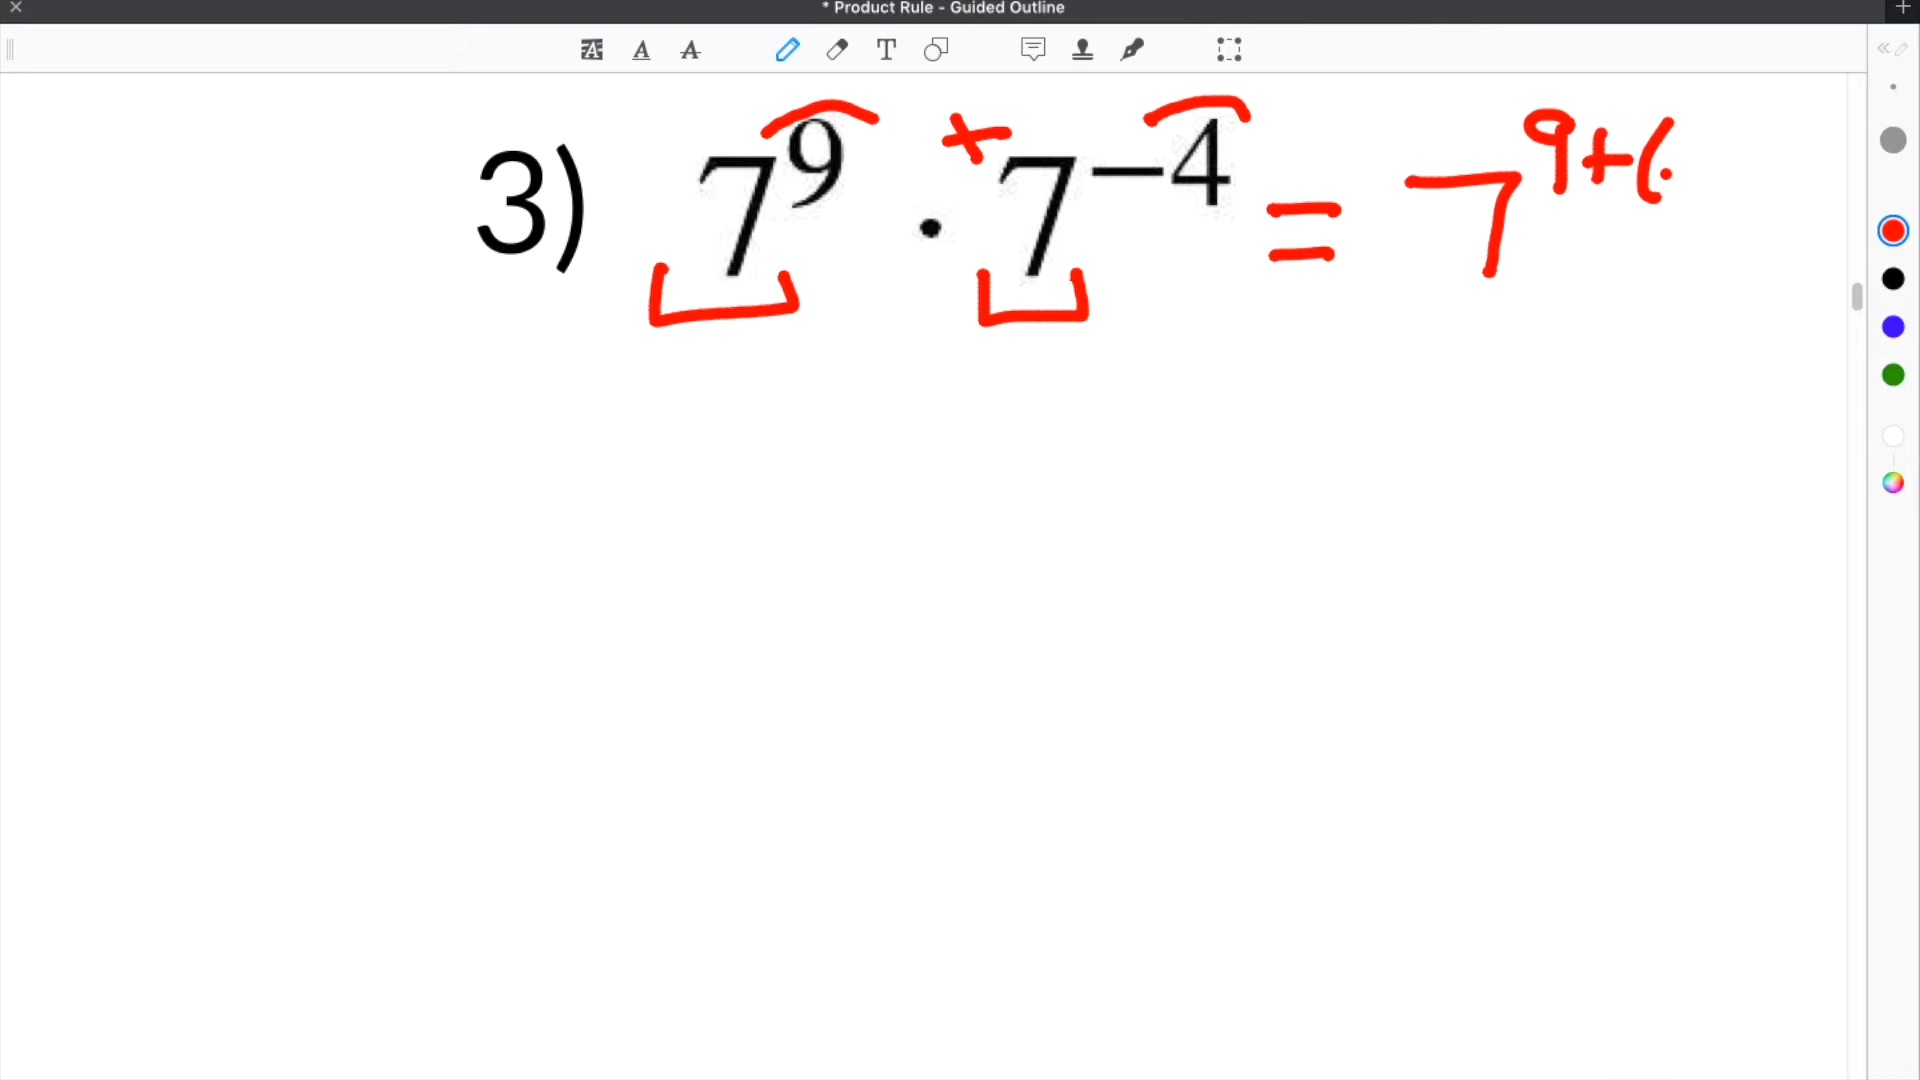 * Product Rule - Guided Outline
3) 7^9 · 7^-4 = 7^9+(
+